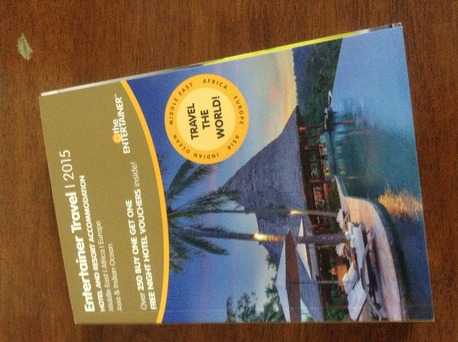 Entertainer Travel | 2015
HOTEL AND RESORT ACCOMMODATION
Middle East | Africa | Europe
Asia & Indian Ocean
the
ENTERTAINER™
Over 250 BUY ONE GET ONE
FREE NIGHT HOTEL VOUCHERS inside!
TRAVEL
THE
WORLD!
ASIA INDIAN OCEAN MIDDLE EAST AFRICA EUROPE